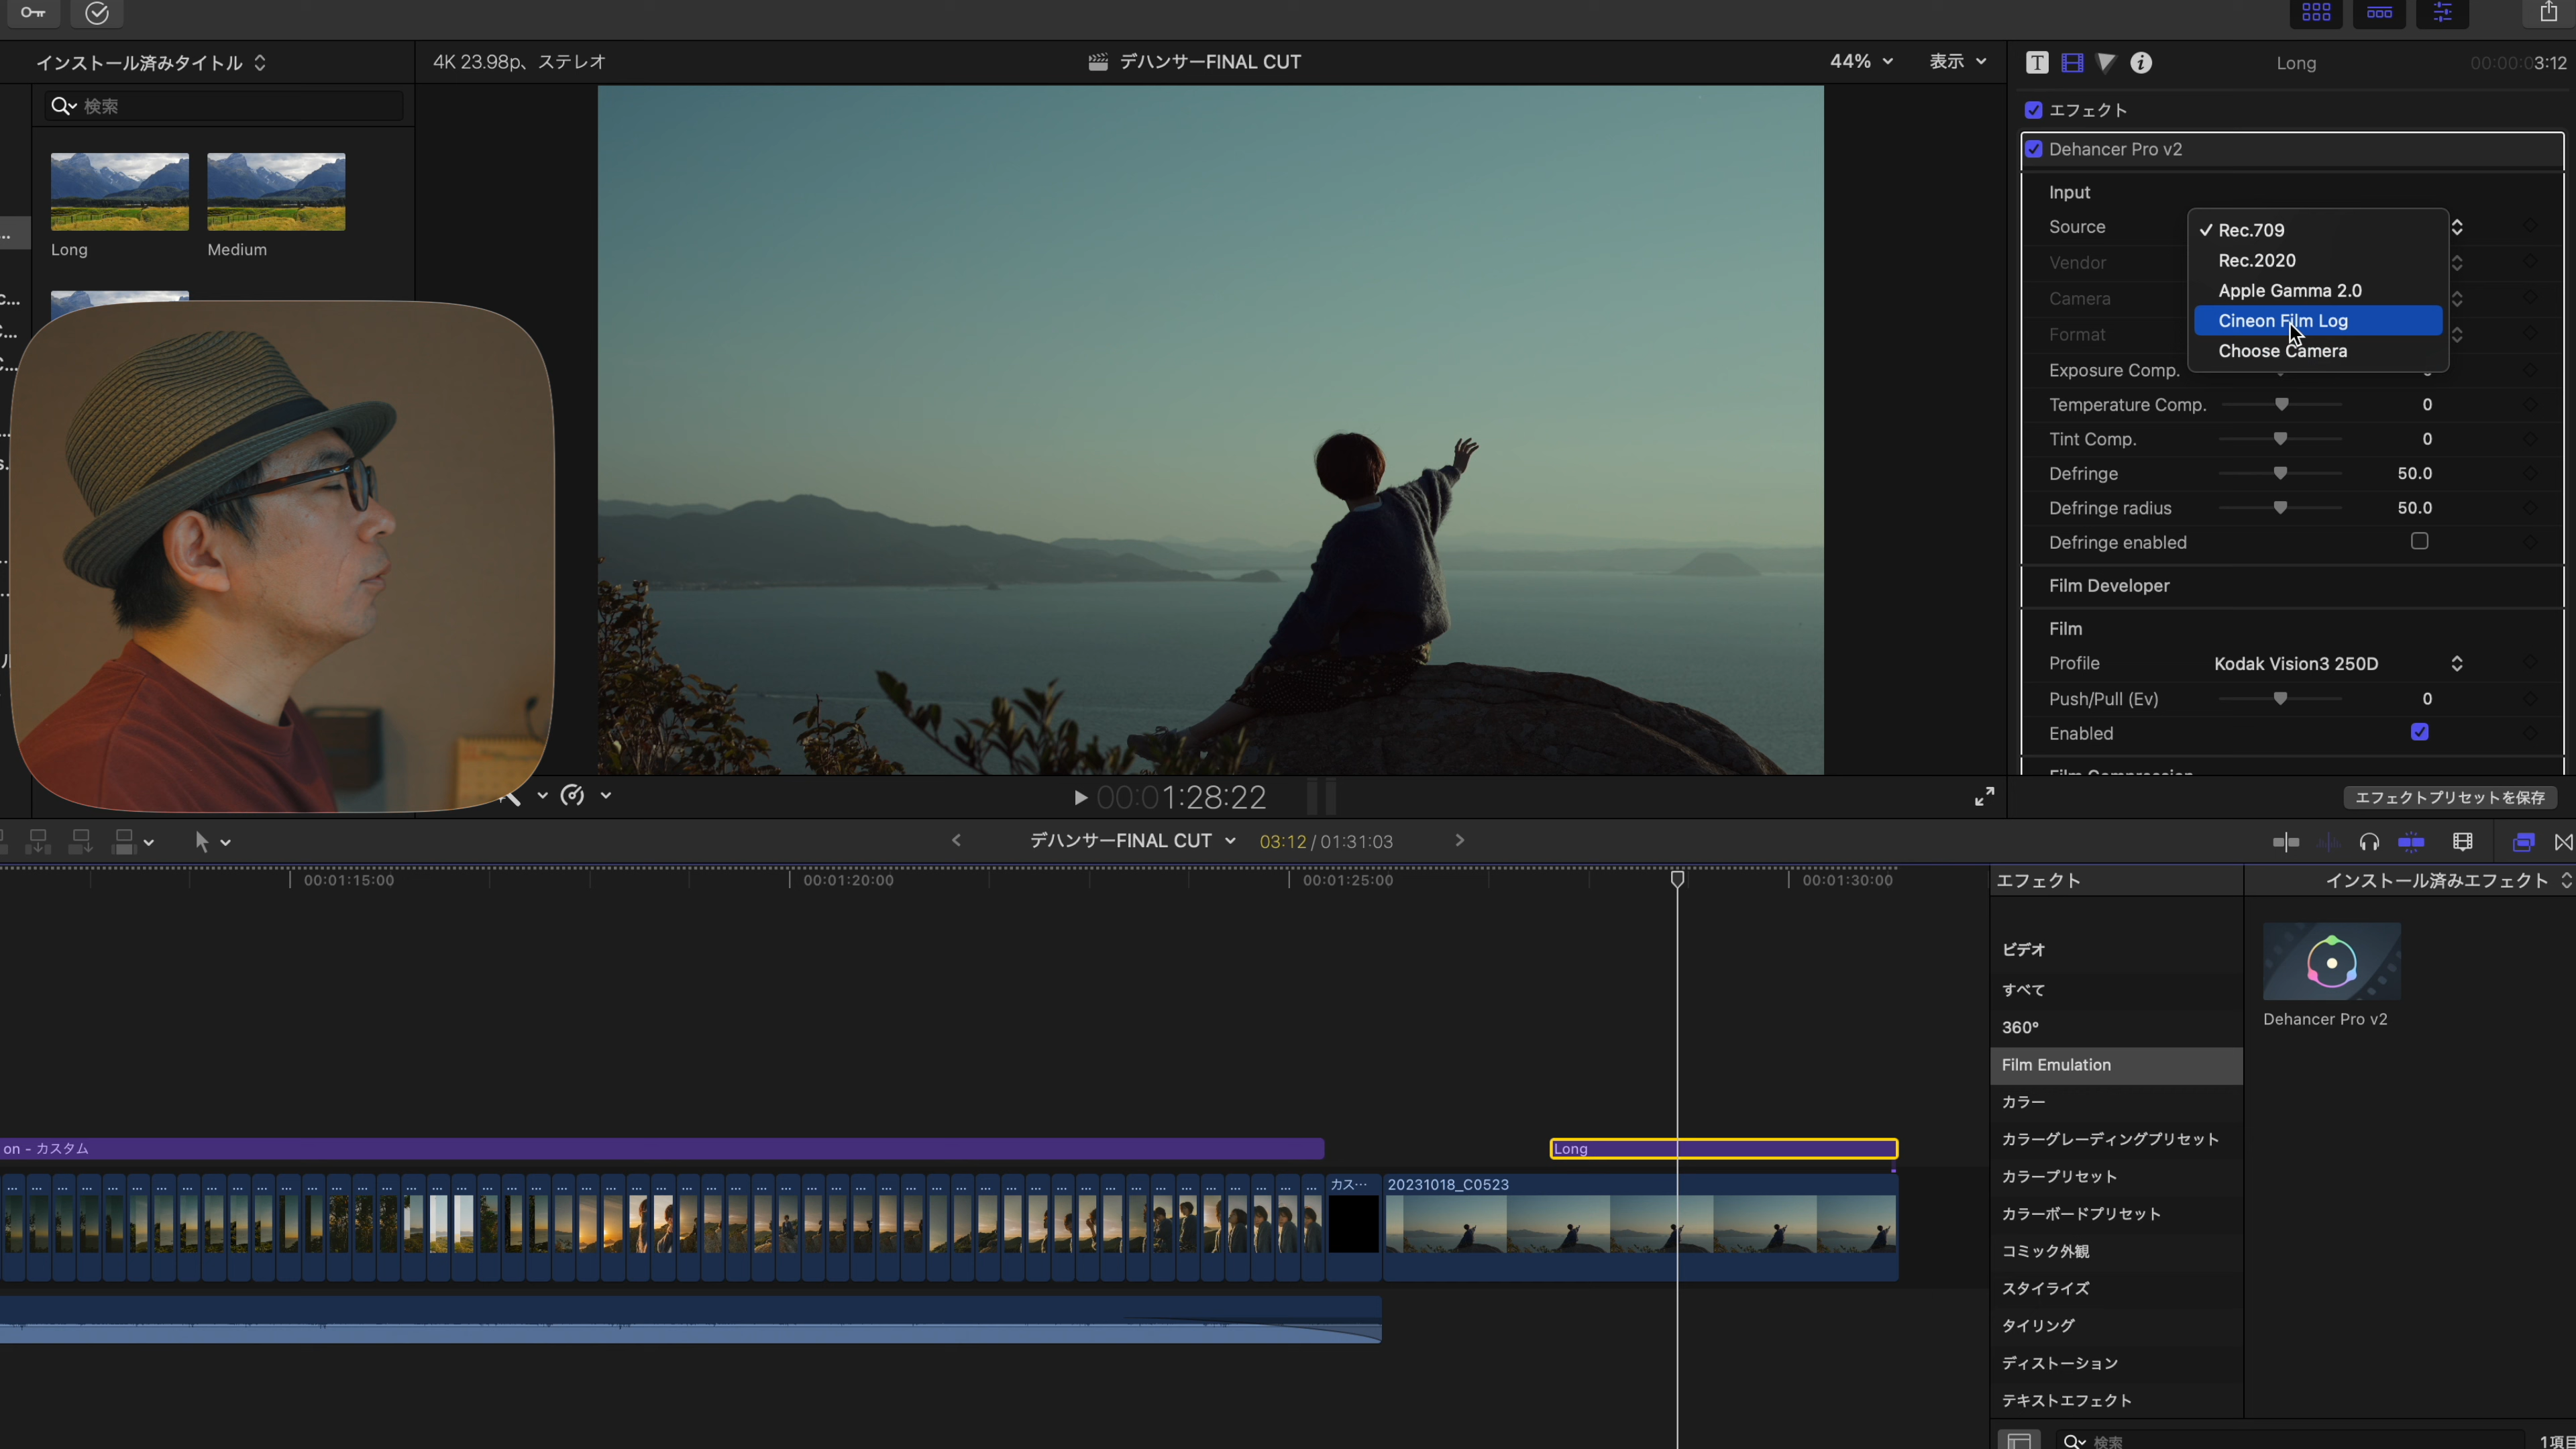 インストール済みタイトル
4K 23.98p、ステレオ
デハンサーFINAL CUT
44%
表示
Long
00:00:03:12
検索
Long
Medium
エフェクト
Dehancer Pro v2
Input
Source
Rec.709
Rec.2020
Apple Gamma 2.0
Cineon Film Log
Choose Camera
Vendor
Camera
Format
Exposure Comp.
Temperature Comp.
0
Tint Comp.
0
Defringe
50.0
Defringe radius
50.0
Defringe enabled
Film Developer
Film
Profile
Kodak Vision3 250D
Push/Pull (Ev)
0
Enabled
Film Compression
00:01:28:22
エフェクトプリセットを保存
デハンサーFINAL CUT
03:12 / 01:31:03
00:01:15:00
00:01:20:00
00:01:25:00
00:01:30:00
エフェクト
インストール済みエフェクト
ビデオ
すべて
360°
Film Emulation
カラー
カラーグレーディングプリセット
カラープリセット
カラーボードプリセット
コミック外観
スタイライズ
タイリング
ディストーション
テキストエフェクト
Dehancer Pro v2
on - カスタム
Long
カス…
20231018_C0523
検索
1項目